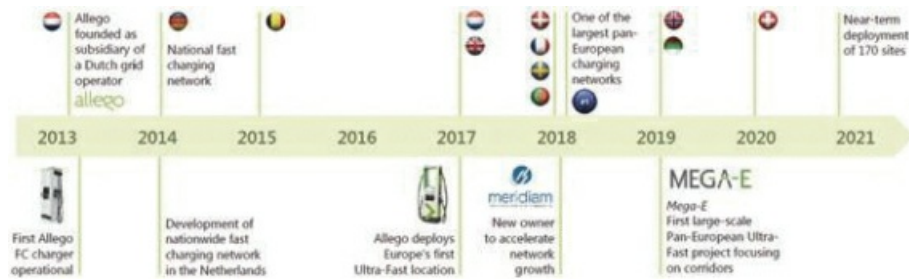 Allego
founded as
subsidiary of
a Dutch grid
operator
allego
National fast
charging
network
One of the
largest pan-
European
charging
networks
Near-term
deployment
of 170 sites
2013 2014 2015 2016 2017 2018 2019 2020 2021
First Allego
FC charger
operational
Development of
nationwide fast
charging network
in the Netherlands
Allego deploys
Europe's first
Ultra-Fast location
meridiam
New owner
to accelerate
network
growth
MEGA-E
Mega-E
First large-scale
Pan-European Ultra-
Fast project focusing
on corridors